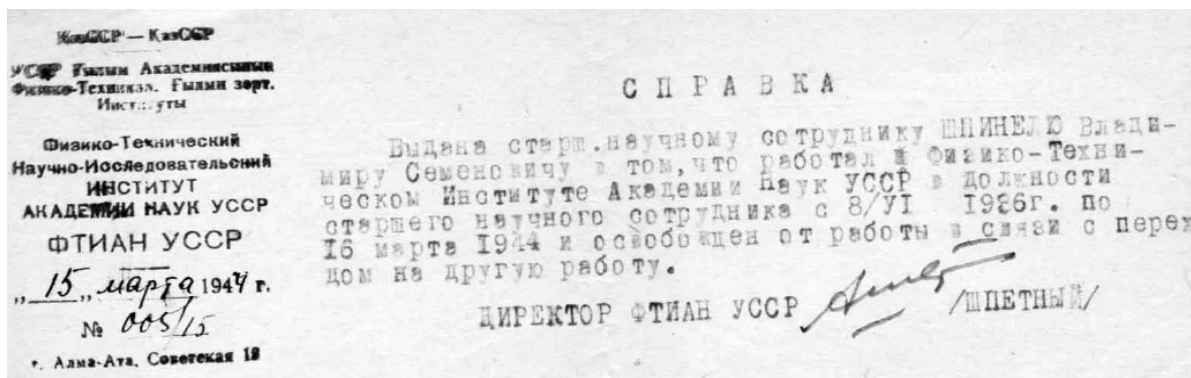 КазССР — КазССР
УССР Ғылым Академиясының
Физико-Техникал. Ғылми зерт.
Институты
Физико-Технический
Научно-Исследовательский
ИНСТИТУТ
АКАДЕМИИ НАУК УССР
ФТИАН УССР
„ 15 „ марта 1944 г.
№ 005/15
г. Алма-Ата, Советская 18
СПРАВКА
Выдана старш.научному сотруднику ШПИНЕЛЮ Влади-
миру Семеновичу в том,что работал в Физико-Техни-
ческом Институте Академии Наук УССР в должности
старшего научного сотрудника с 8/VI 1936г. по
16 марта 1944 и освобожден от работы в связи с перех
дом на другую работу.
ДИРЕКТОР ФТИАН УССР /ШПЕТНЫЙ/